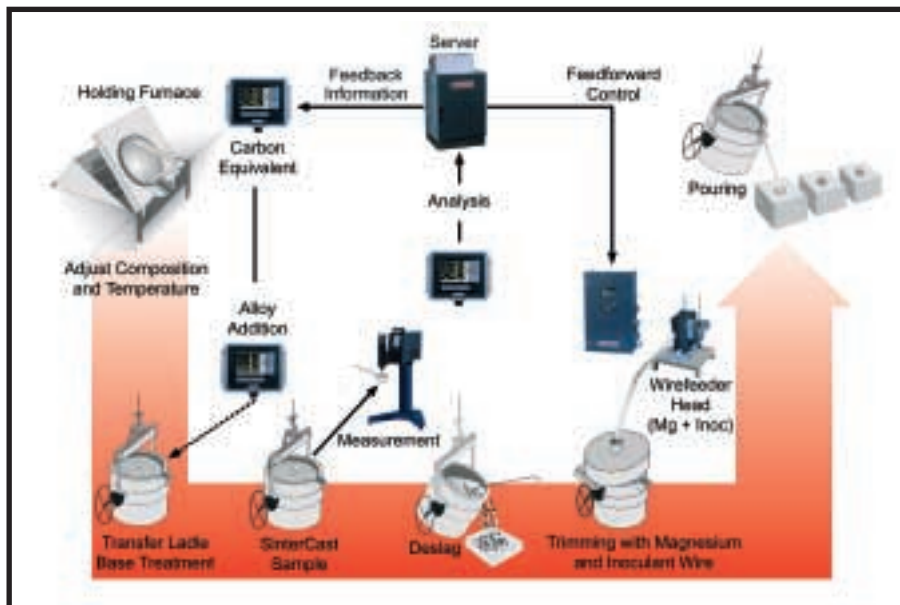 Server
Holding Furnace
Feedback
Information
Feedforward
Control
Carbon
Equivalent
Analysis
Pouring
Adjust Composition
and Temperature
Alloy
Addition
Measurement
Wirefeeder
Head
(Mg + Inoc)
Transfer Ladle
Base Treatment
SinterCast
Sample
Deslag
Trimming with Magnesium
and Inoculant Wire